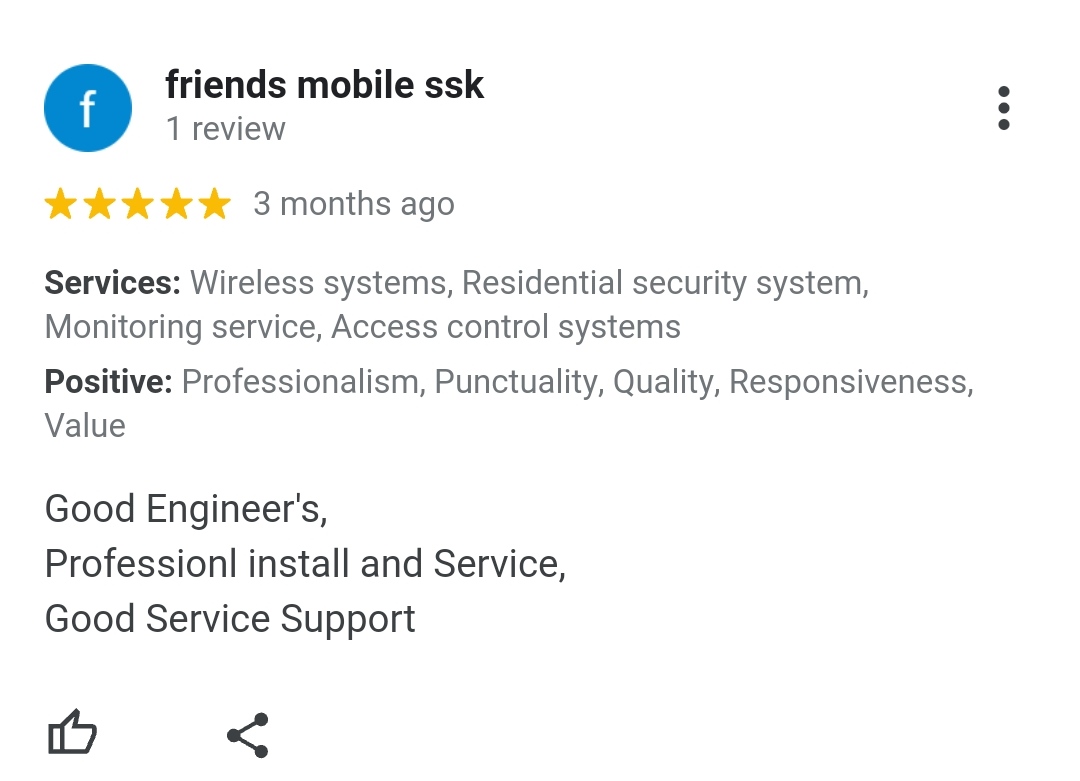 f
friends mobile ssk
1 review
3 months ago
Services: Wireless systems, Residential security system,
Monitoring service, Access control systems
Positive: Professionalism, Punctuality, Quality, Responsiveness,
Value
Good Engineer's,
Professionl install and Service,
Good Service Support